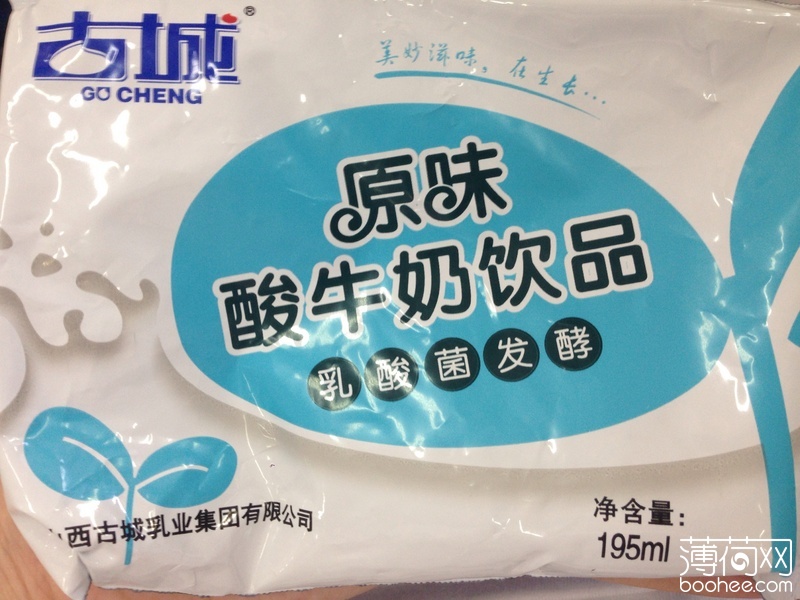 古城®
GU CHENG
美妙滋味，在生长...
原味
酸牛奶饮品
乳酸菌发酵
山西古城乳业集团有限公司
净含量：
195ml
薄荷网
boohee.com